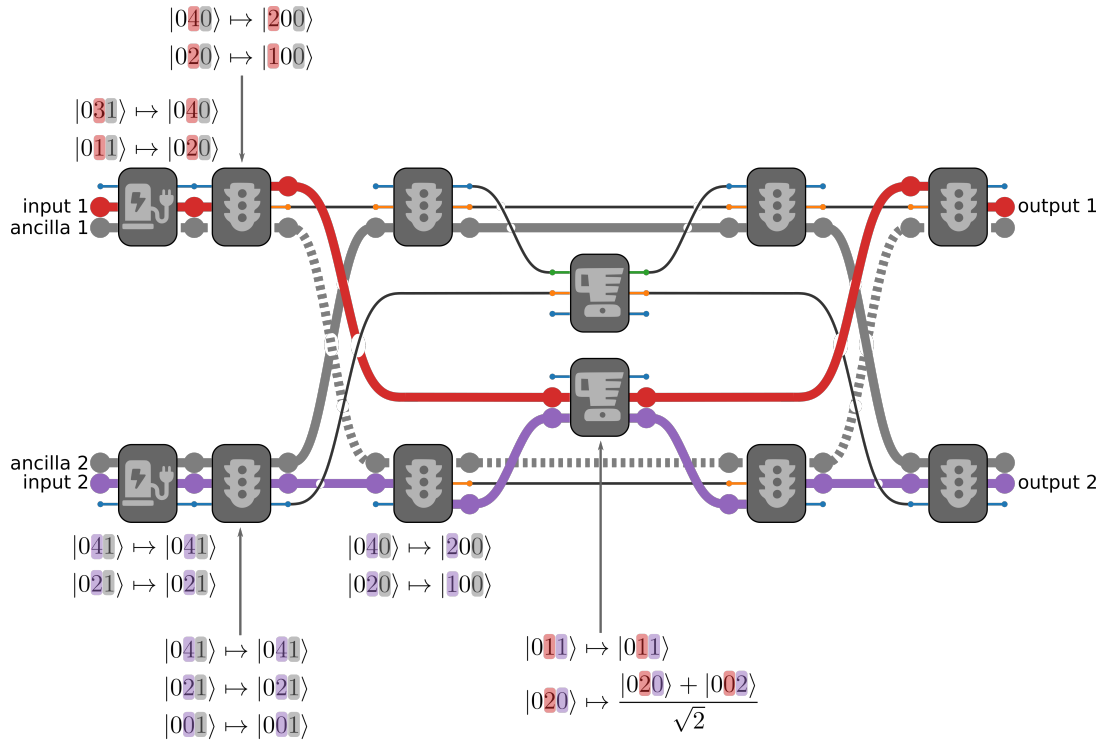 |040⟩ ↦ |200⟩
|020⟩ ↦ |100⟩
|031⟩ ↦ |040⟩
|011⟩ ↦ |020⟩
input 1
ancilla 1
output 1
ancilla 2
input 2
output 2
|041⟩ ↦ |041⟩
|021⟩ ↦ |021⟩
|040⟩ ↦ |200⟩
|020⟩ ↦ |100⟩
|041⟩ ↦ |041⟩
|021⟩ ↦ |021⟩
|001⟩ ↦ |001⟩
|011⟩ ↦ |011⟩
|020⟩ ↦ (|020⟩ + |002⟩)/√2